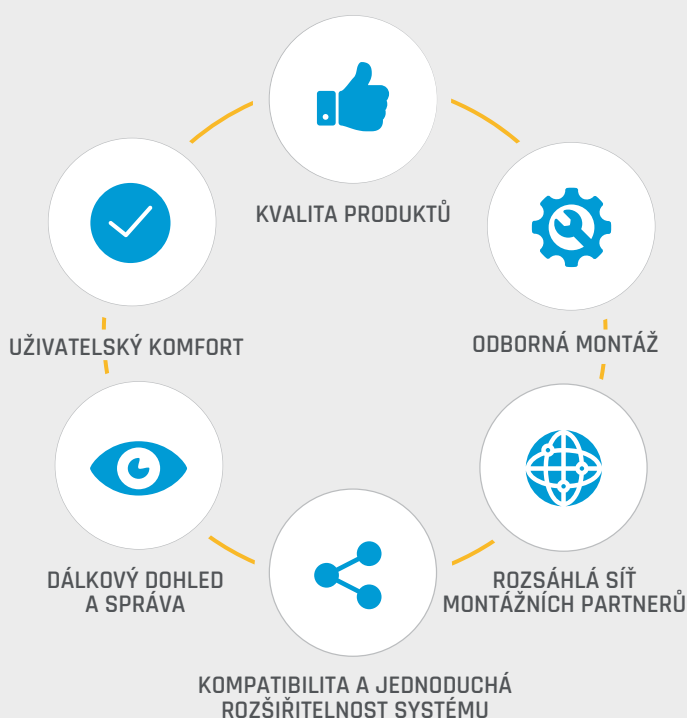 KVALITA PRODUKTŮ
UŽIVATELSKÝ KOMFORT
ODBORNÁ MONTÁŽ
DÁLKOVÝ DOHLED
A SPRÁVA
ROZSÁHLÁ SÍŤ
MONTÁŽNÍCH PARTNERŮ
KOMPATIBILITA A JEDNODUCHÁ
ROZŠIŘITELNOST SYSTÉMU